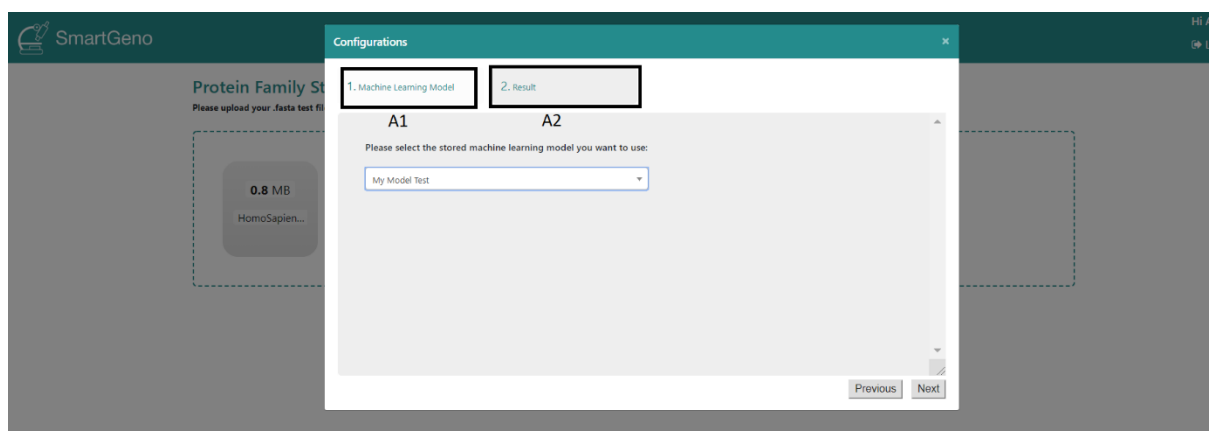 SmartGeno
Hi A
Configurations
×
Protein Family St
Please upload your .fasta test fil
1. Machine Learning Model
2. Result
A1
A2
Please select the stored machine learning model you want to use:
My Model Test
0.8 MB
HomoSapien...
Previous
Next